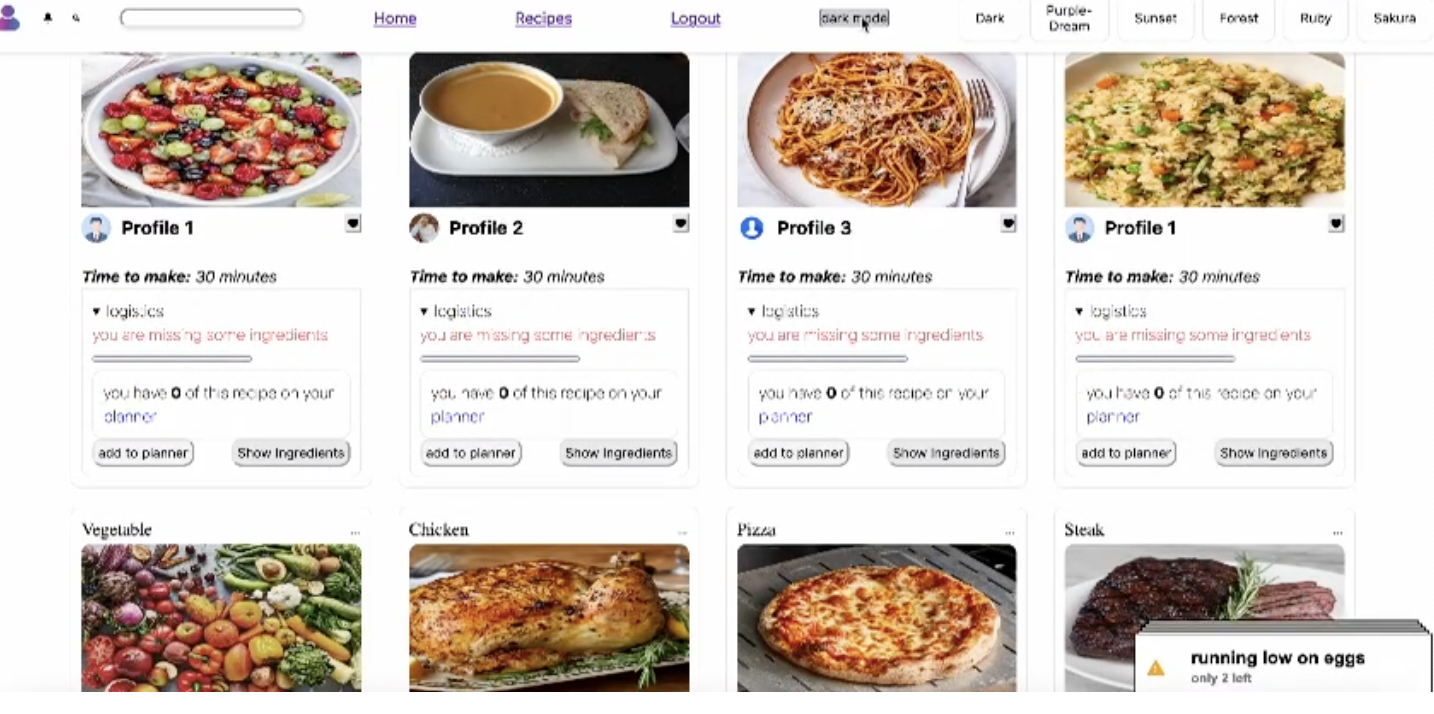 Home Recipes Logout dark mode Dark Purple-Dream Sunset Forest Ruby Sakura
Profile 1 Profile 2 Profile 3 Profile 1
Time to make: 30 minutes Time to make: 30 minutes Time to make: 30 minutes Time to make: 30 minutes
▼ logistics ▼ logistics ▼ logistics ▼ logistics
you are missing some ingredients you are missing some ingredients you are missing some ingredients you are missing some ingredients
you have 0 of this recipe on your you have 0 of this recipe on your you have 0 of this recipe on your you have 0 of this recipe on your
planner planner planner planner
add to planner Show Ingredients add to planner Show Ingredients add to planner Show Ingredients add to planner Show Ingredients
Vegetable ... Chicken ... Pizza ... Steak ...
running low on eggs
only 2 left